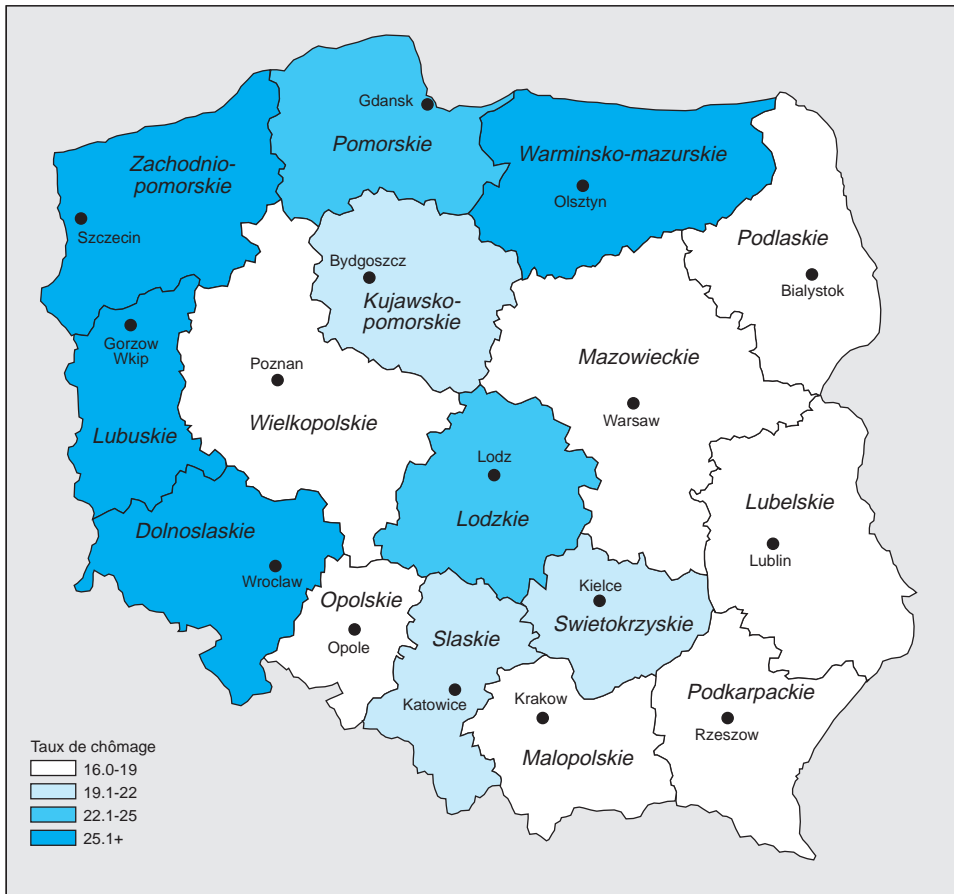 Gdansk
Pomorskie
Zachodnio-
pomorskie
Szczecin
Warminsko-mazurskie
Olsztyn
Podlaskie
Bialystok
Bydgoszcz
Kujawsko-
pomorskie
Gorzow
Wkip
Lubuskie
Poznan
Wielkopolskie
Mazowieckie
Warsaw
Lodz
Lodzkie
Lubelskie
Lublin
Dolnoslaskie
Wroclaw
Opolskie
Opole
Slaskie
Katowice
Kielce
Swietokrzyskie
Krakow
Malopolskie
Podkarpackie
Rzeszow
Taux de chômage
16.0-19
19.1-22
22.1-25
25.1+